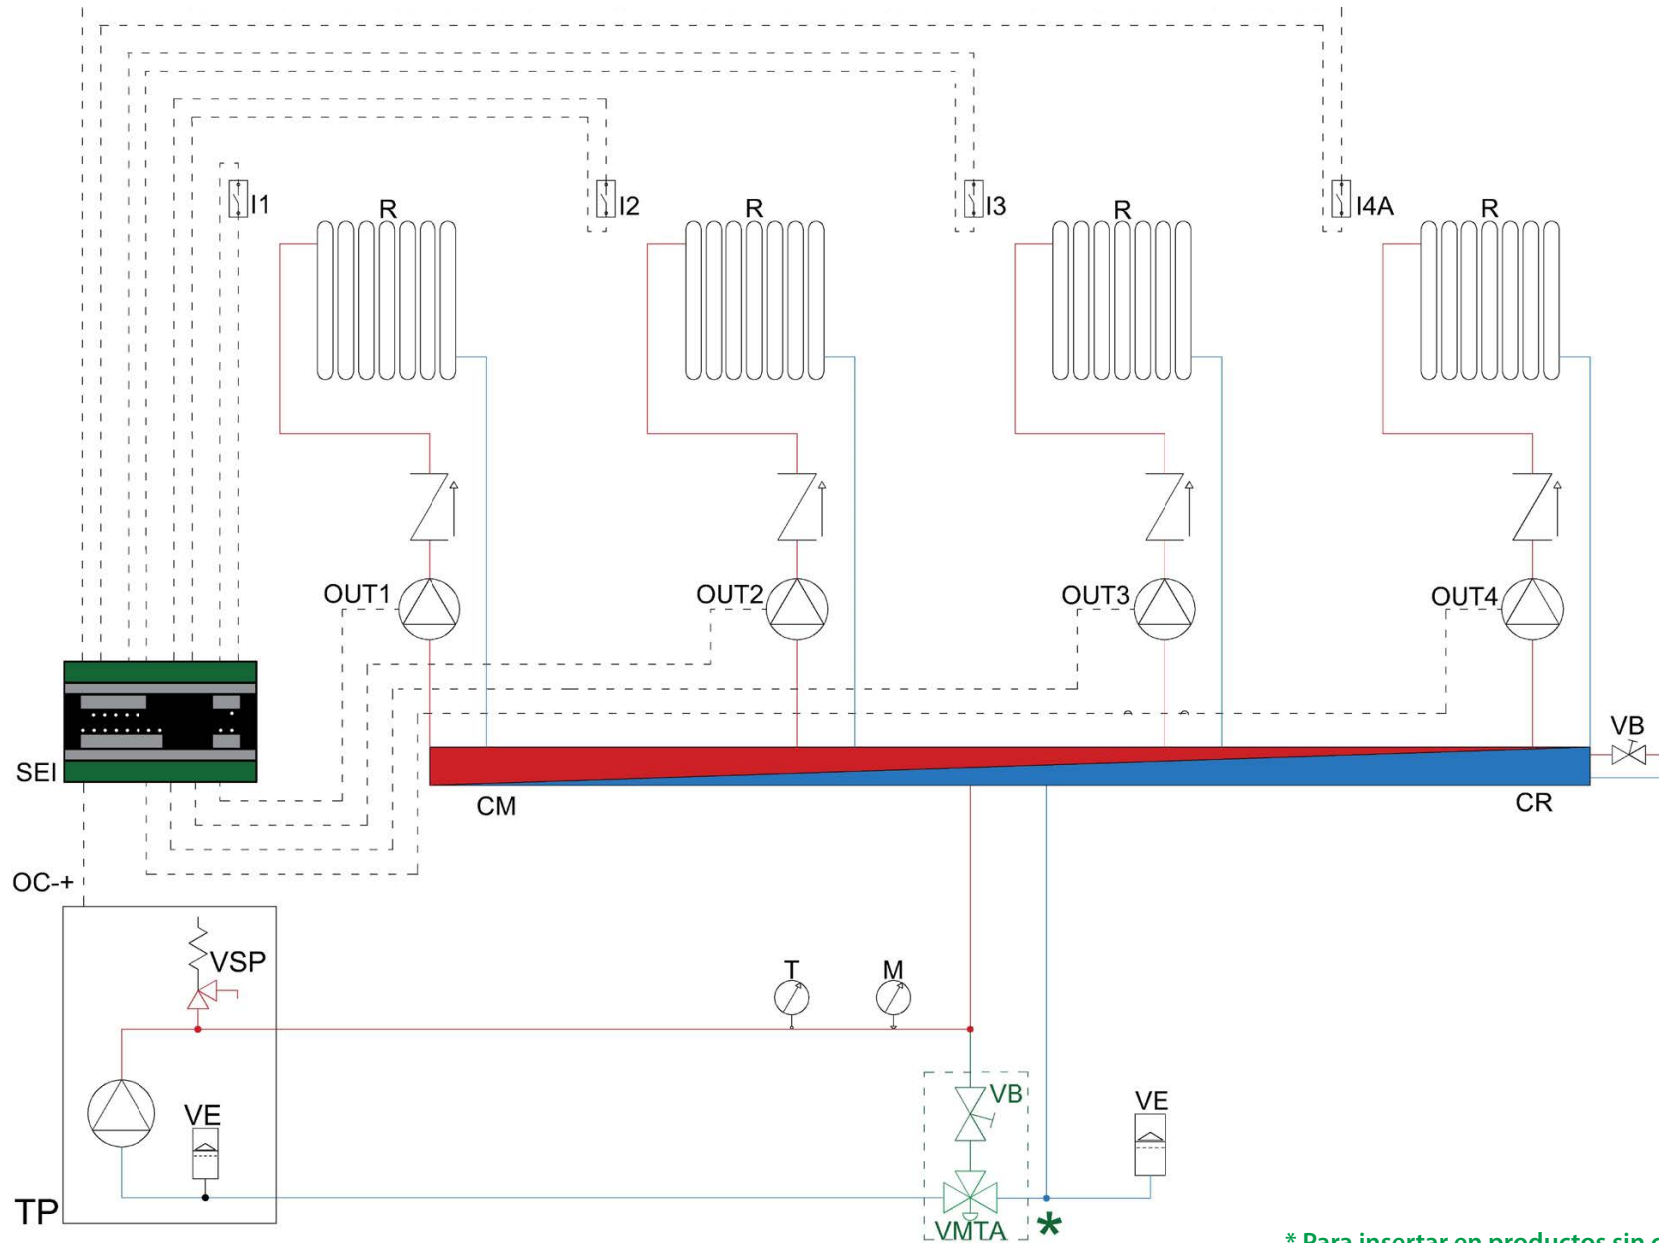 I1
R
I2
R
I3
R
I4A
R
OUT1
OUT2
OUT3
OUT4
VB
SEI
CM
CR
OC-+
VSP
T
M
VE
VB
VE
TP
VMTA
*
* Para insertar en productos sin